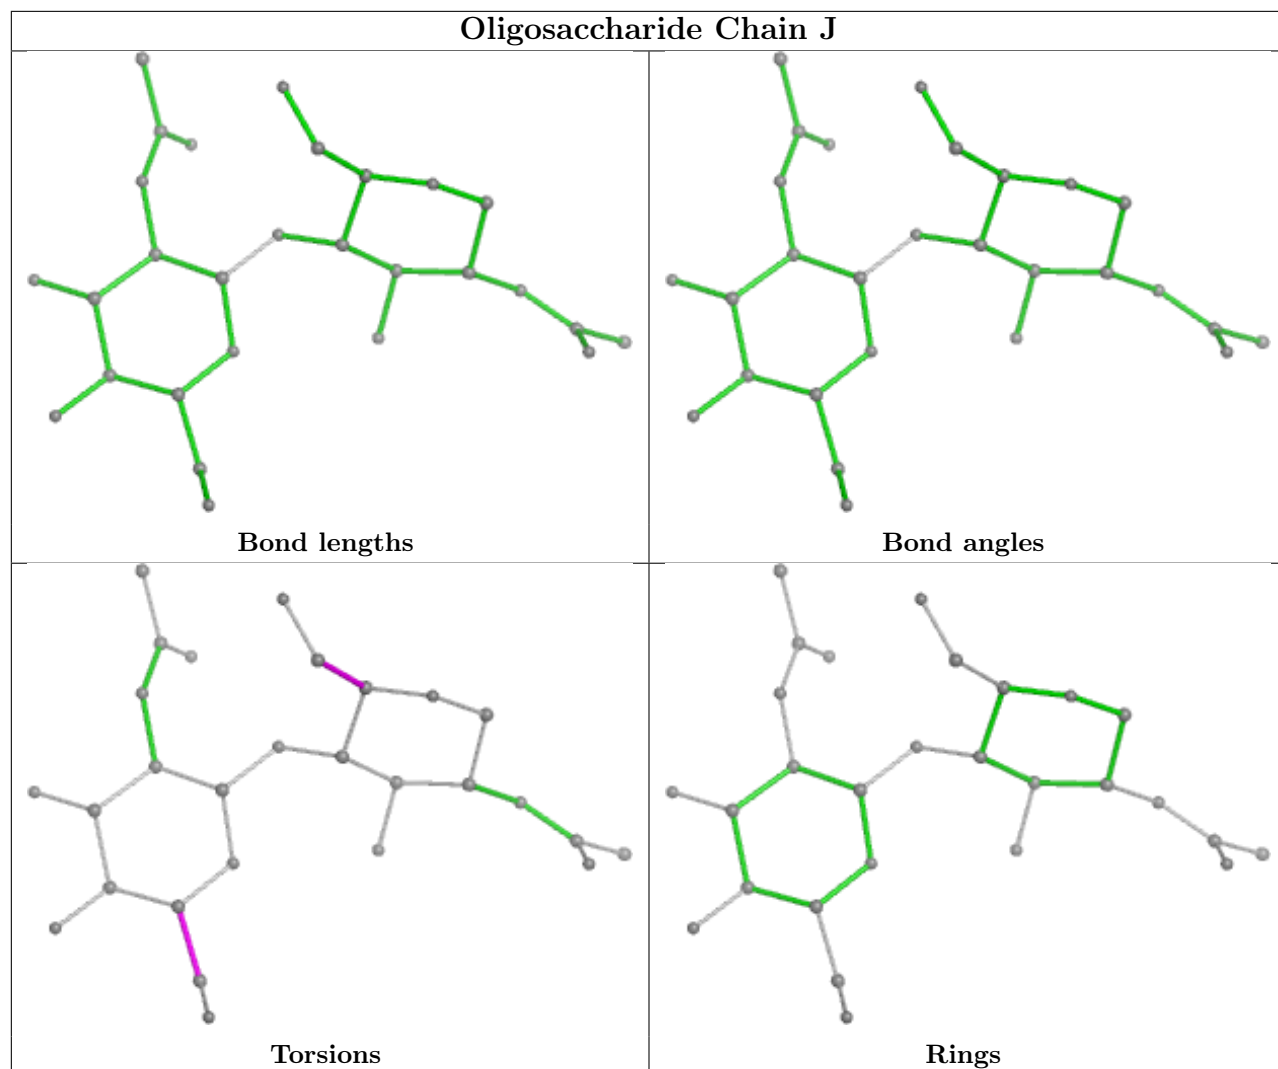 Oligosaccharide Chain J
Bond lengths
Bond angles
Torsions
Rings